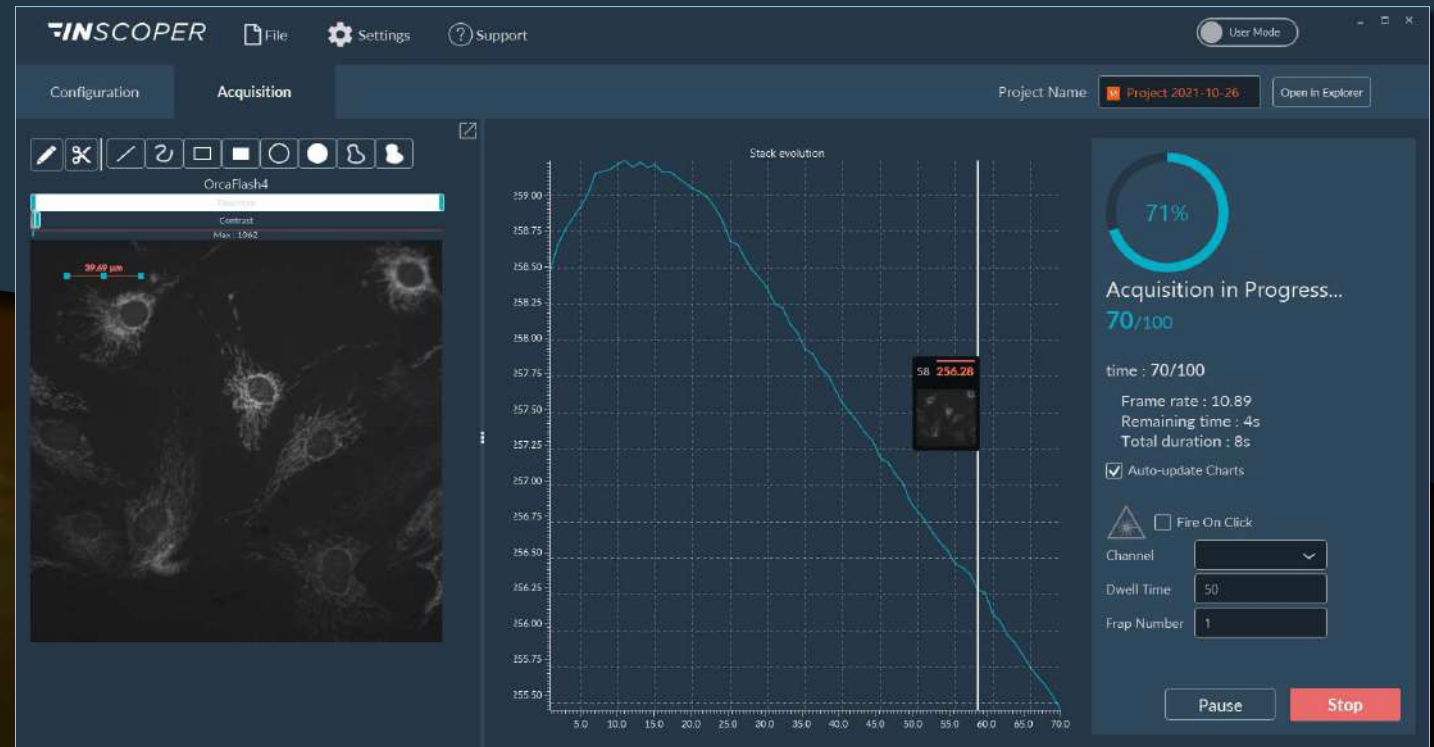 INSCOPER
File
Settings
Support
User Mode
Configuration
Acquisition
Project Name
Project 2021-10-26
Open in Explorer
OrcaFlash4
Contrast
Max : 1062
39.69 µm
Stack evolution
259.00
258.75
258.50
258.25
258.00
257.75
257.50
257.25
257.00
256.75
256.50
256.25
256.00
255.75
255.50
58 256.28
5.0 10.0 15.0 20.0 25.0 30.0 35.0 40.0 45.0 50.0 55.0 60.0 65.0 70.0
71%
Acquisition in Progress...
70/100
time : 70/100
Frame rate : 10.89
Remaining time : 4s
Total duration : 8s
Auto-update Charts
Fire On Click
Channel
Dwell Time 50
Frap Number 1
Pause
Stop